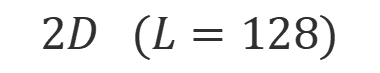 2D (L = 128)